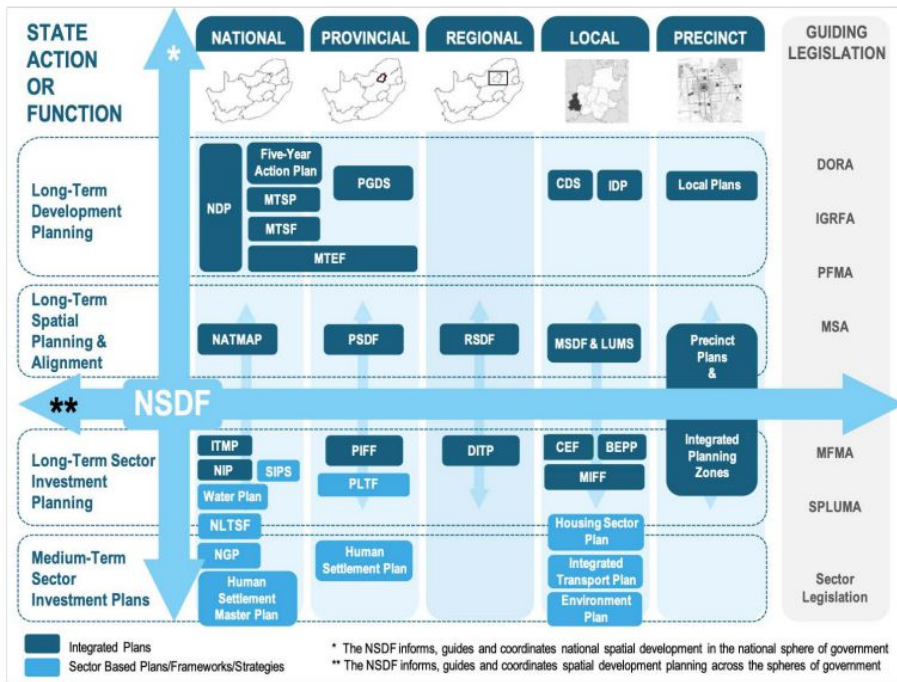 STATE
ACTION
OR
FUNCTION
*
NATIONAL
PROVINCIAL
REGIONAL
LOCAL
PRECINCT
GUIDING
LEGISLATION
Long-Term
Development
Planning
NDP
Five-Year
Action Plan
MTSP
MTSF
MTEF
PGDS
CDS
IDP
Local Plans
DORA
IGRFA
PFMA
Long-Term
Spatial
Planning &
Alignment
NATMAP
PSDF
RSDF
MSDF & LUMS
Precinct
Plans
&
Integrated
Planning
Zones
MSA
**
NSDF
Long-Term Sector
Investment
Planning
ITMP
NIP
SIPS
Water Plan
NLTSF
PIFF
PLTF
DITP
CEF
BEPP
MIFF
Housing Sector
Plan
MFMA
SPLUMA
Medium-Term
Sector
Investment Plans
NGP
Human
Settlement
Master Plan
Human
Settlement Plan
Integrated
Transport Plan
Environment
Plan
Sector
Legislation
Integrated Plans
Sector Based Plans/Frameworks/Strategies
* The NSDF informs, guides and coordinates national spatial development in the national sphere of government
** The NSDF informs, guides and coordinates spatial development planning across the spheres of government